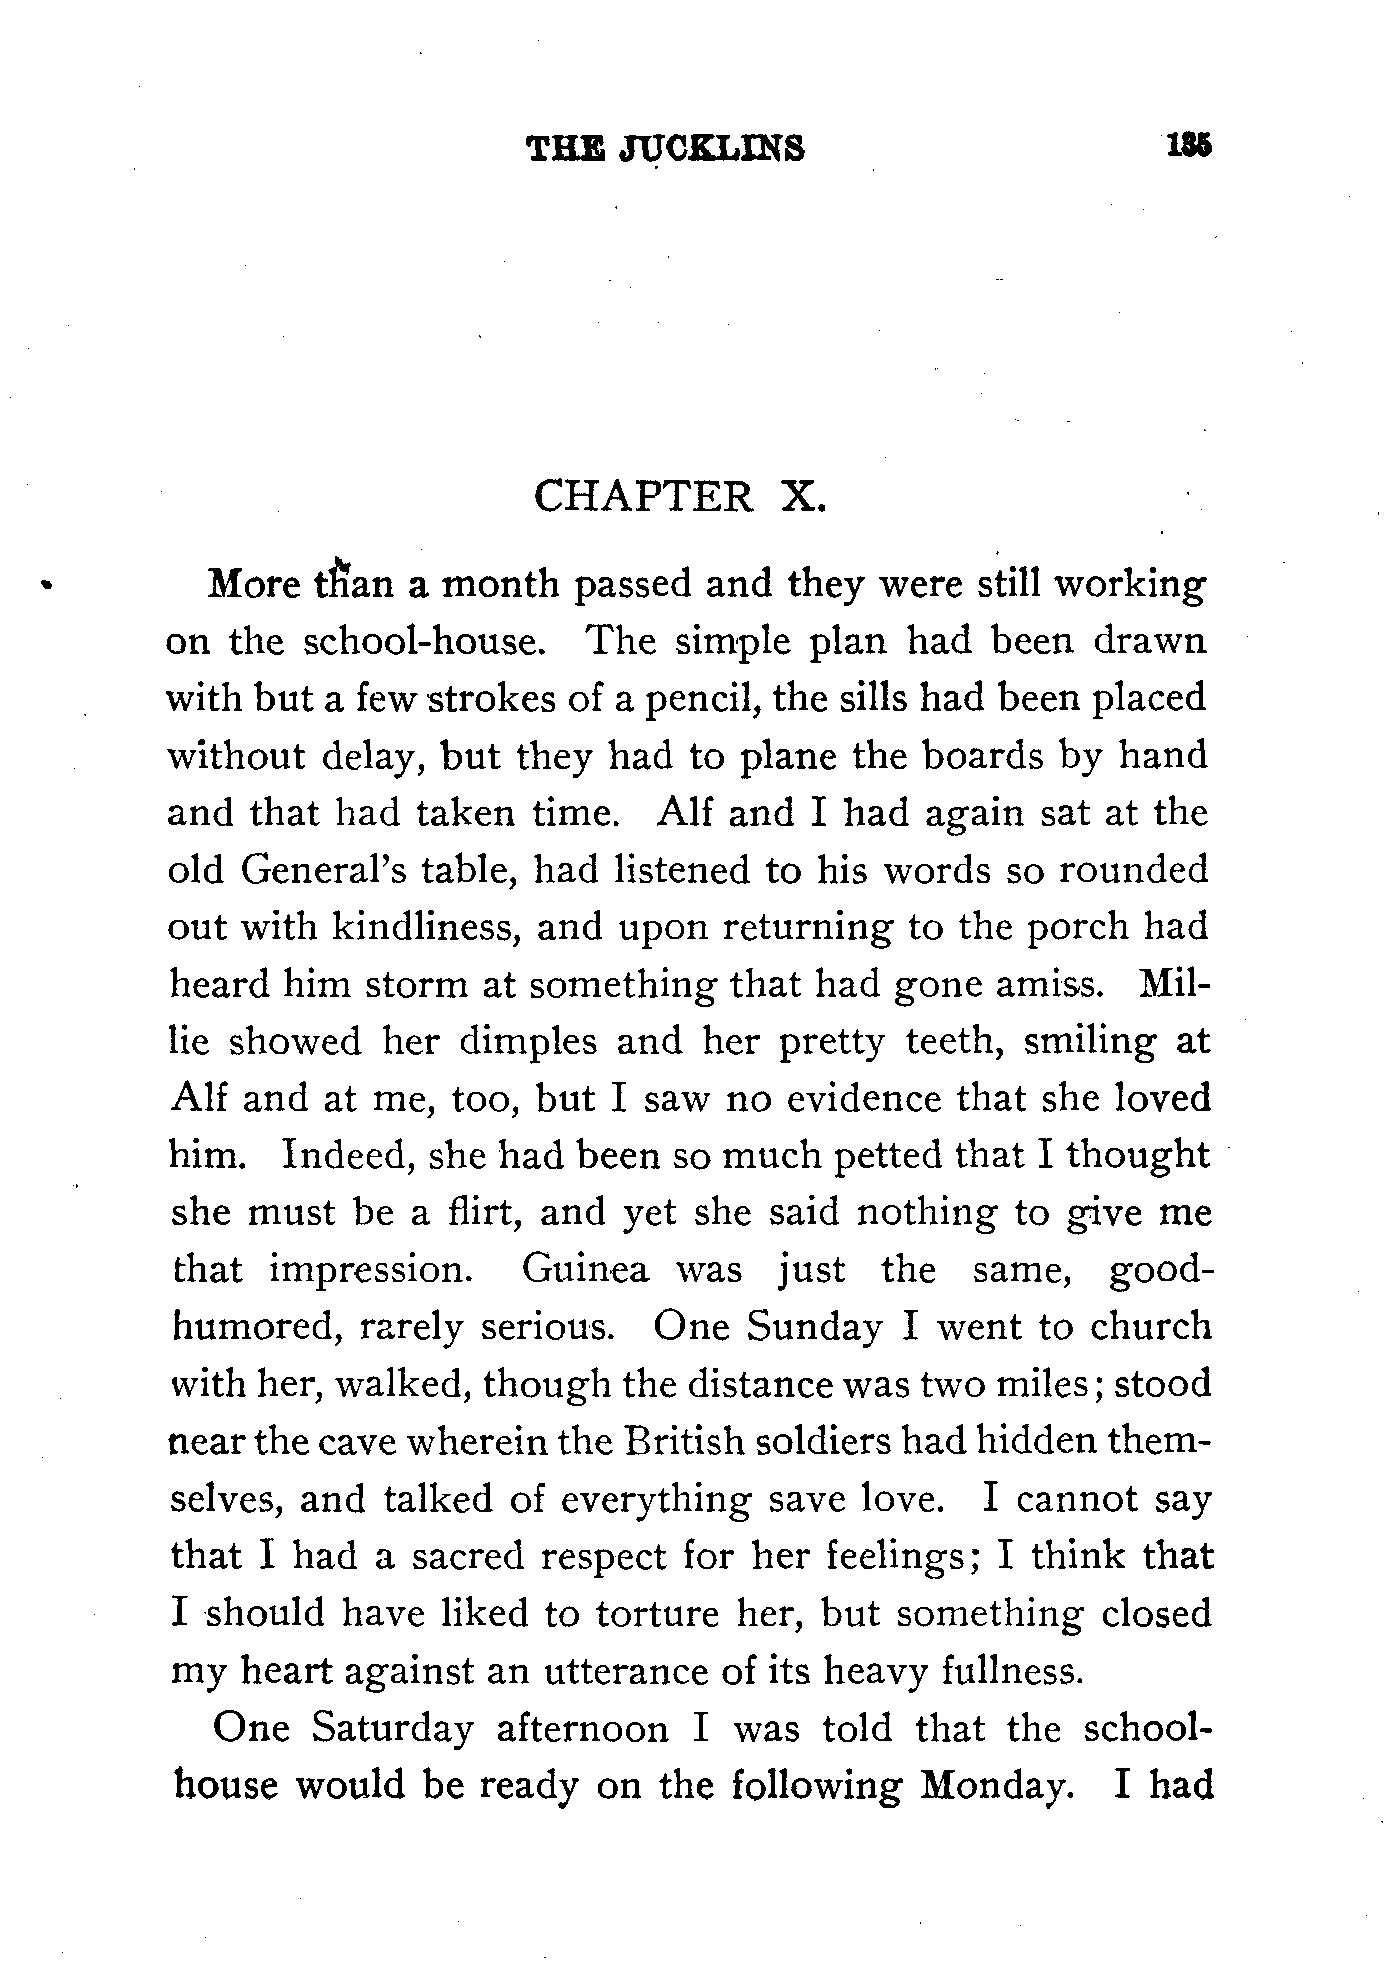 THE JUCKLINS 135
CHAPTER X.
More than a month passed and they were still working
on the school-house. The simple plan had been drawn
with but a few strokes of a pencil, the sills had been placed
without delay, but they had to plane the boards by hand
and that had taken time. Alf and I had again sat at the
old General's table, had listened to his words so rounded
out with kindliness, and upon returning to the porch had
heard him storm at something that had gone amiss. Mil-
lie showed her dimples and her pretty teeth, smiling at
Alf and at me, too, but I saw no evidence that she loved
him. Indeed, she had been so much petted that I thought
she must be a flirt, and yet she said nothing to give me
that impression. Guinea was just the same, good-
humored, rarely serious. One Sunday I went to church
with her, walked, though the distance was two miles; stood
near the cave wherein the British soldiers had hidden them-
selves, and talked of everything save love. I cannot say
that I had a sacred respect for her feelings; I think that
I should have liked to torture her, but something closed
my heart against an utterance of its heavy fullness.
One Saturday afternoon I was told that the school-
house would be ready on the following Monday. I had